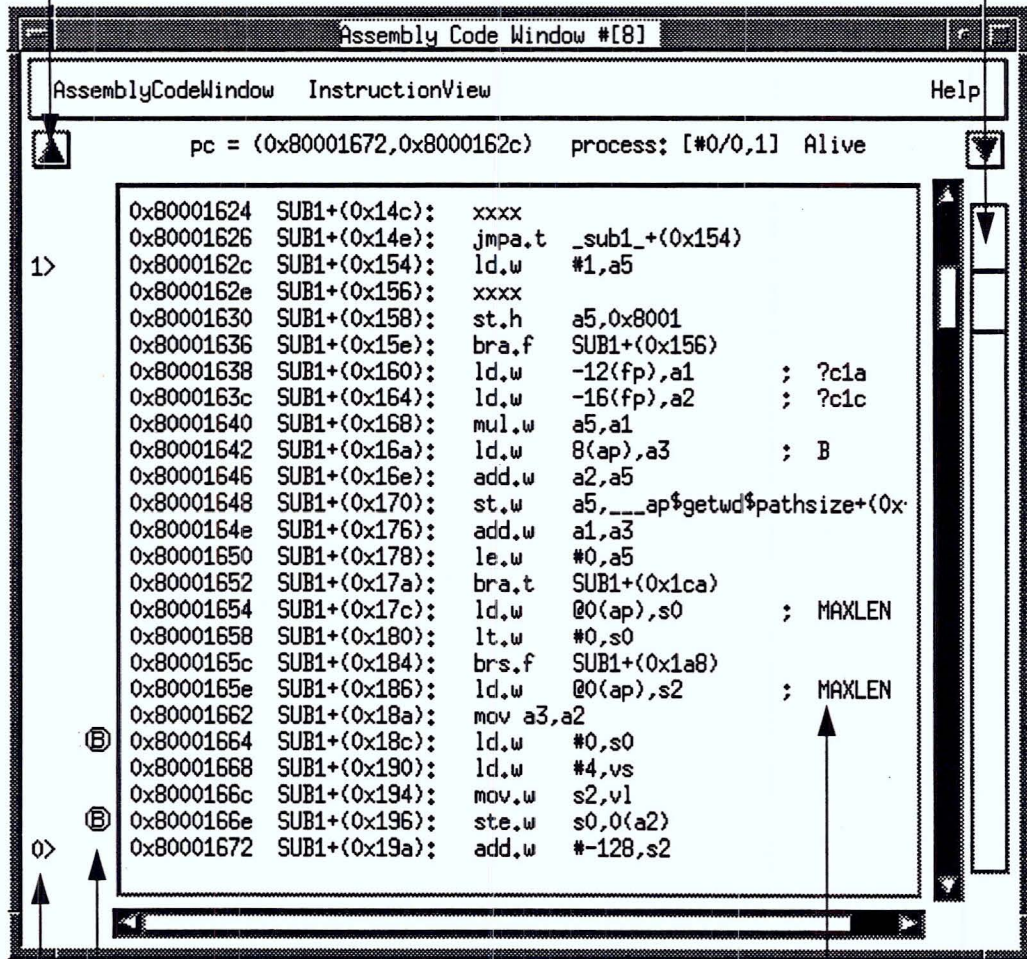 Assembly Code Window #[8]
AssemblyCodeWindow InstructionView Help
pc = (0x80001672,0x8000162c) process: [#0/0,1] Alive
0x80001624 SUB1+(0x14c): xxxx
0x80001626 SUB1+(0x14e): jmpa.t _sub1_+(0x154)
1> 0x8000162c SUB1+(0x154): ld.w #1,a5
0x8000162e SUB1+(0x156): xxxx
0x80001630 SUB1+(0x158): st.h a5,0x8001
0x80001636 SUB1+(0x15e): bra.f SUB1+(0x156)
0x80001638 SUB1+(0x160): ld.w -12(fp),a1 ; ?c1a
0x8000163c SUB1+(0x164): ld.w -16(fp),a2 ; ?c1c
0x80001640 SUB1+(0x168): mul.w a5,a1
0x80001642 SUB1+(0x16a): ld.w 8(ap),a3 ; B
0x80001646 SUB1+(0x16e): add.w a2,a5
0x80001648 SUB1+(0x170): st.w a5,___ap$getwd$pathsize+(0x
0x8000164e SUB1+(0x176): add.w a1,a3
0x80001650 SUB1+(0x178): le.w #0,a5
0x80001652 SUB1+(0x17a): bra.t SUB1+(0x1ca)
0x80001654 SUB1+(0x17c): ld.w @0(ap),s0 ; MAXLEN
0x80001658 SUB1+(0x180): lt.w #0,s0
0x8000165c SUB1+(0x184): brs.f SUB1+(0x1a8)
0x8000165e SUB1+(0x186): ld.w @0(ap),s2 ; MAXLEN
0x80001662 SUB1+(0x18a): mov a3,a2
B 0x80001664 SUB1+(0x18c): ld.w #0,s0
0x80001668 SUB1+(0x190): ld.w #4,vs
0x8000166c SUB1+(0x194): mov.w s2,vl
B 0x8000166e SUB1+(0x196): ste.w s0,0(a2)
0> 0x80001672 SUB1+(0x19a): add.w #-128,s2